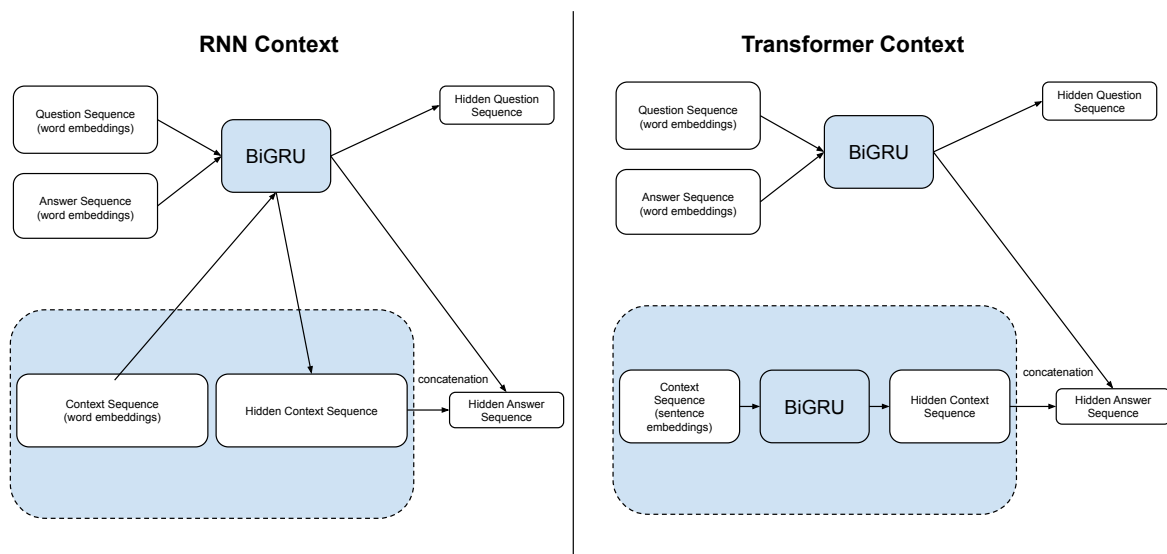 RNN Context
Question Sequence
(word embeddings)
Answer Sequence
(word embeddings)
BiGRU
Hidden Question
Sequence
Context Sequence
(word embeddings)
Hidden Context Sequence
concatenation
Hidden Answer
Sequence
Transformer Context
Question Sequence
(word embeddings)
Answer Sequence
(word embeddings)
BiGRU
Hidden Question
Sequence
Context
Sequence
(sentence
embeddings)
BiGRU
Hidden Context
Sequence
concatenation
Hidden Answer
Sequence